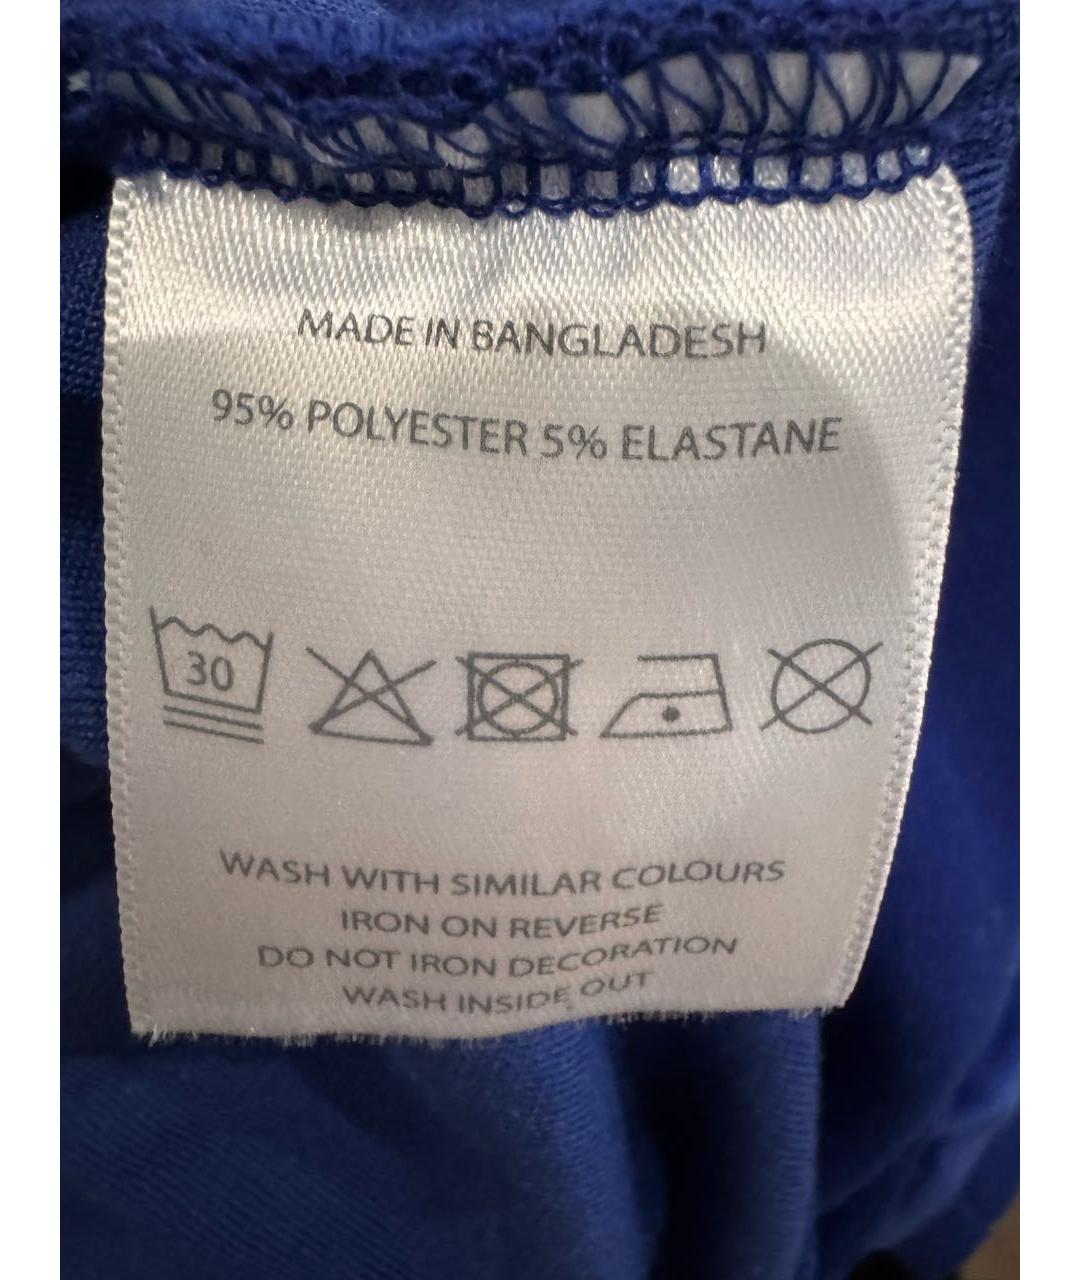 MADE IN BANGLADESH
95% POLYESTER 5% ELASTANE
30
WASH WITH SIMILAR COLOURS
IRON ON REVERSE
DO NOT IRON DECORATION
WASH INSIDE OUT